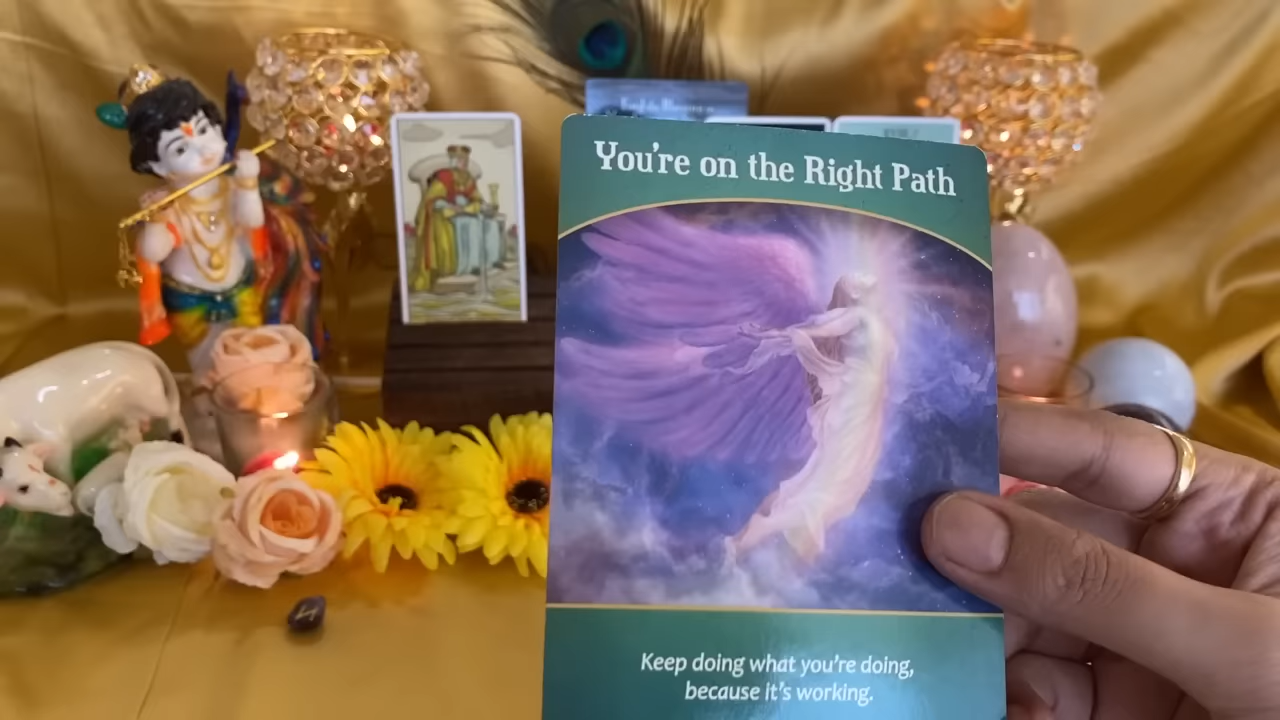 You're on the Right Path
Keep doing what you're doing,
because it's working.